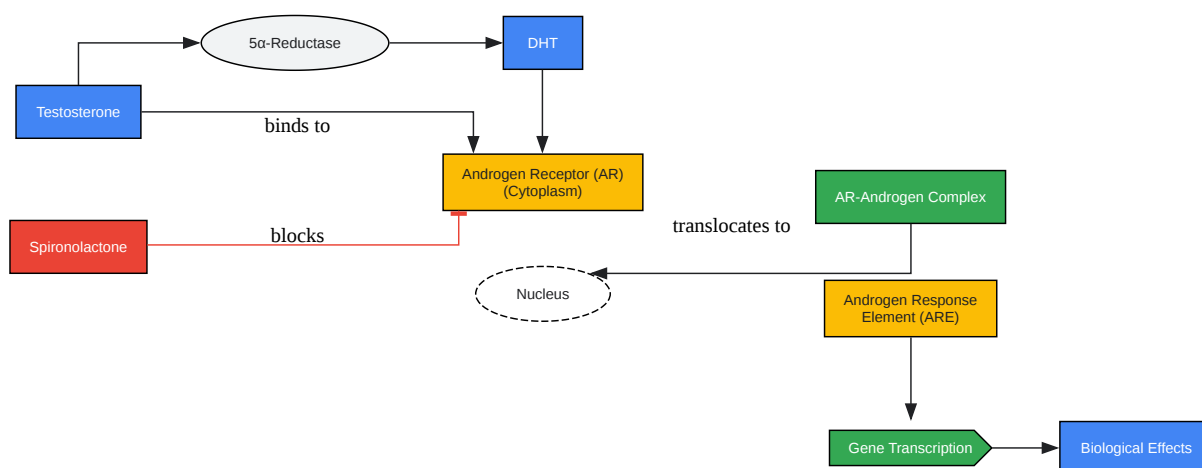 5α-Reductase
DHT
Testosterone
binds to
Androgen Receptor (AR)
(Cytoplasm)
AR-Androgen Complex
translocates to
blocks
Spironolactone
Nucleus
Androgen Response
Element (ARE)
Gene Transcription
Biological Effects